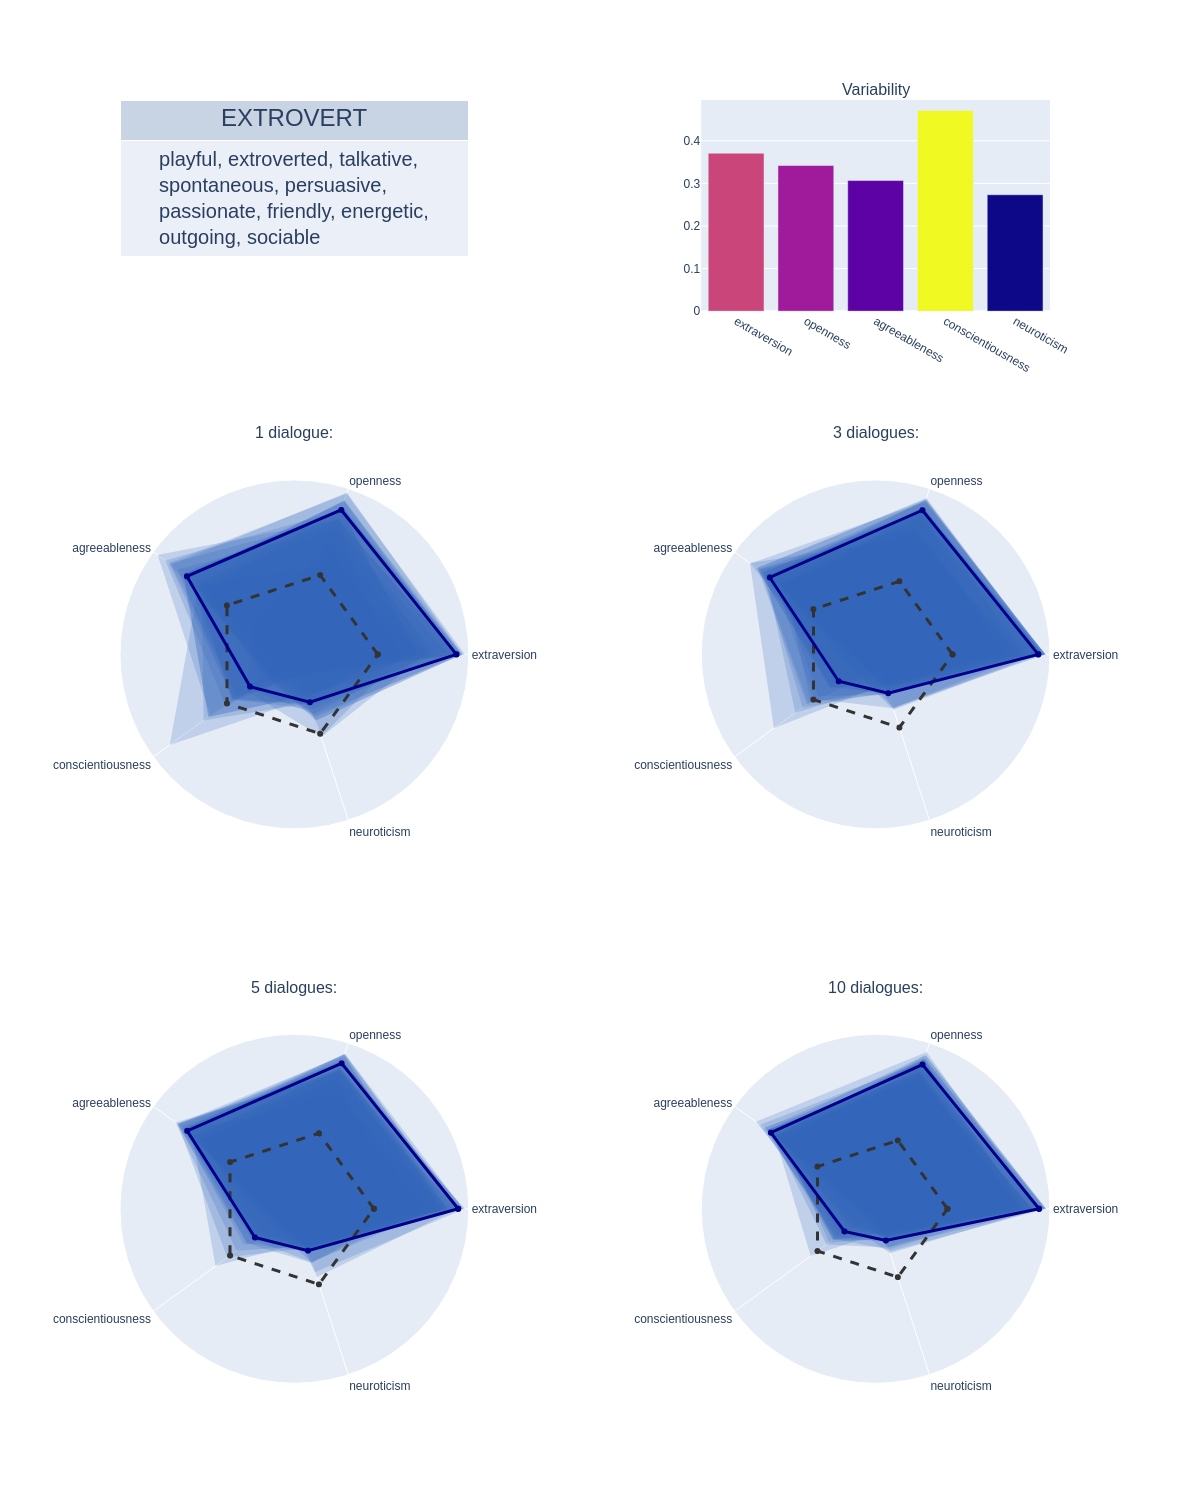 EXTROVERT
playful, extroverted, talkative,
spontaneous, persuasive,
passionate, friendly, energetic,
outgoing, sociable
Variability
0.4
0.3
0.2
0.1
0
extraversion
openness
agreeableness
conscientiousness
neuroticism
1 dialogue:
openness
agreeableness
extraversion
conscientiousness
neuroticism
3 dialogues:
openness
agreeableness
extraversion
conscientiousness
neuroticism
5 dialogues:
openness
agreeableness
extraversion
conscientiousness
neuroticism
10 dialogues:
openness
agreeableness
extraversion
conscientiousness
neuroticism